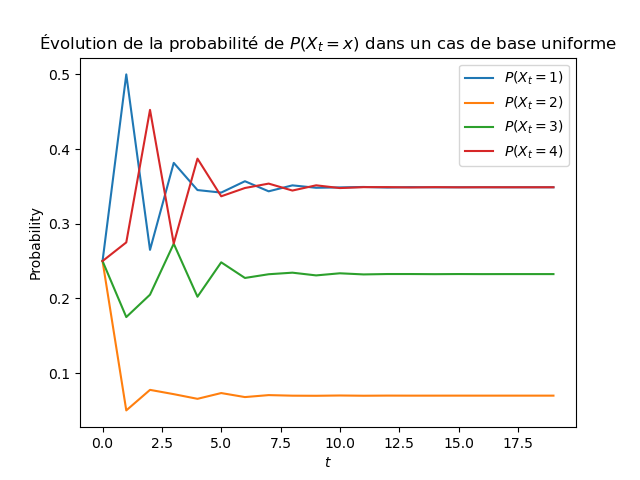 Évolution de la probabilité de $P(X_t = x)$ dans un cas de base uniforme
$P(X_t = 1)$
$P(X_t = 2)$
$P(X_t = 3)$
$P(X_t = 4)$
0.5
0.4
0.3
0.2
0.1
Probability
0.0 2.5 5.0 7.5 10.0 12.5 15.0 17.5
t